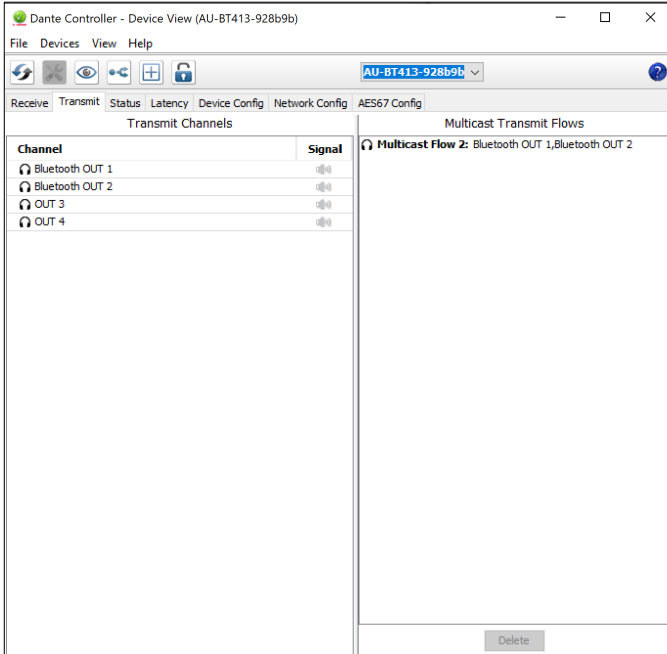 Dante Controller - Device View (AU-BT413-928b9b)
File Devices View Help
AU-BT413-928b9b
?
Receive Transmit Status Latency Device Config Network Config AES67 Config
Transmit Channels
Channel Signal
Bluetooth OUT 1
Bluetooth OUT 2
OUT 3
OUT 4
Multicast Transmit Flows
Multicast Flow 2: Bluetooth OUT 1,Bluetooth OUT 2
Delete